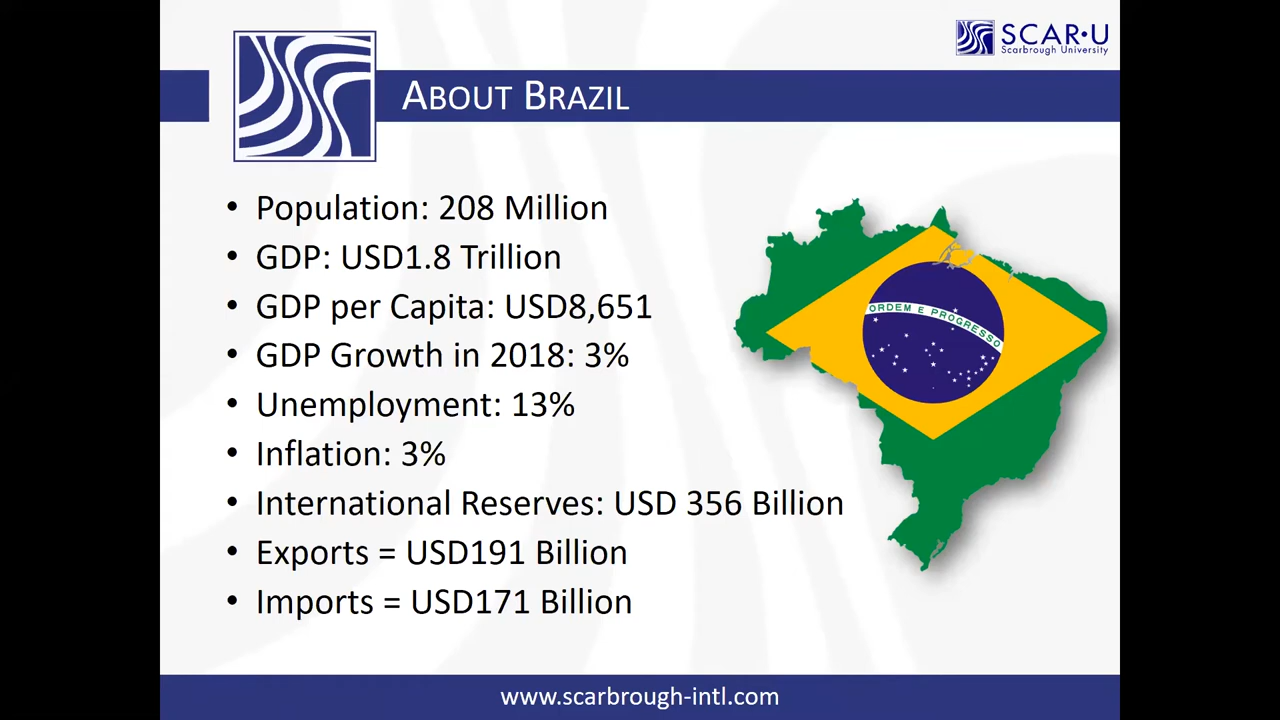 SCAR•U
Scarbrough University
ABOUT BRAZIL
• Population: 208 Million
• GDP: USD1.8 Trillion
• GDP per Capita: USD8,651
• GDP Growth in 2018: 3%
• Unemployment: 13%
• Inflation: 3%
• International Reserves: USD 356 Billion
• Exports = USD191 Billion
• Imports = USD171 Billion
ORDEM E PROGRESSO
www.scarbrough-intl.com